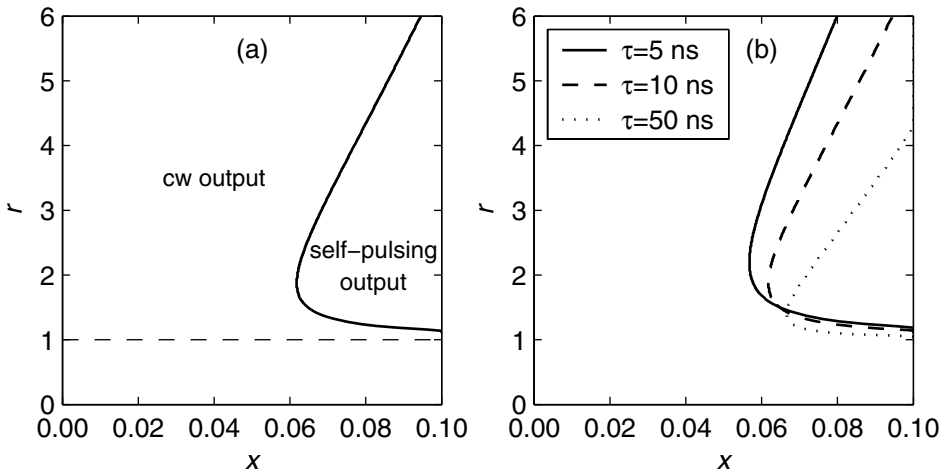 6
5
4
3
2
1
0
r
(a)
cw output
self-pulsing
output
0.00 0.02 0.04 0.06 0.08 0.10
x
6
5
4
3
2
1
0
r
τ=5 ns
τ=10 ns
τ=50 ns
(b)
0.00 0.02 0.04 0.06 0.08 0.10
x